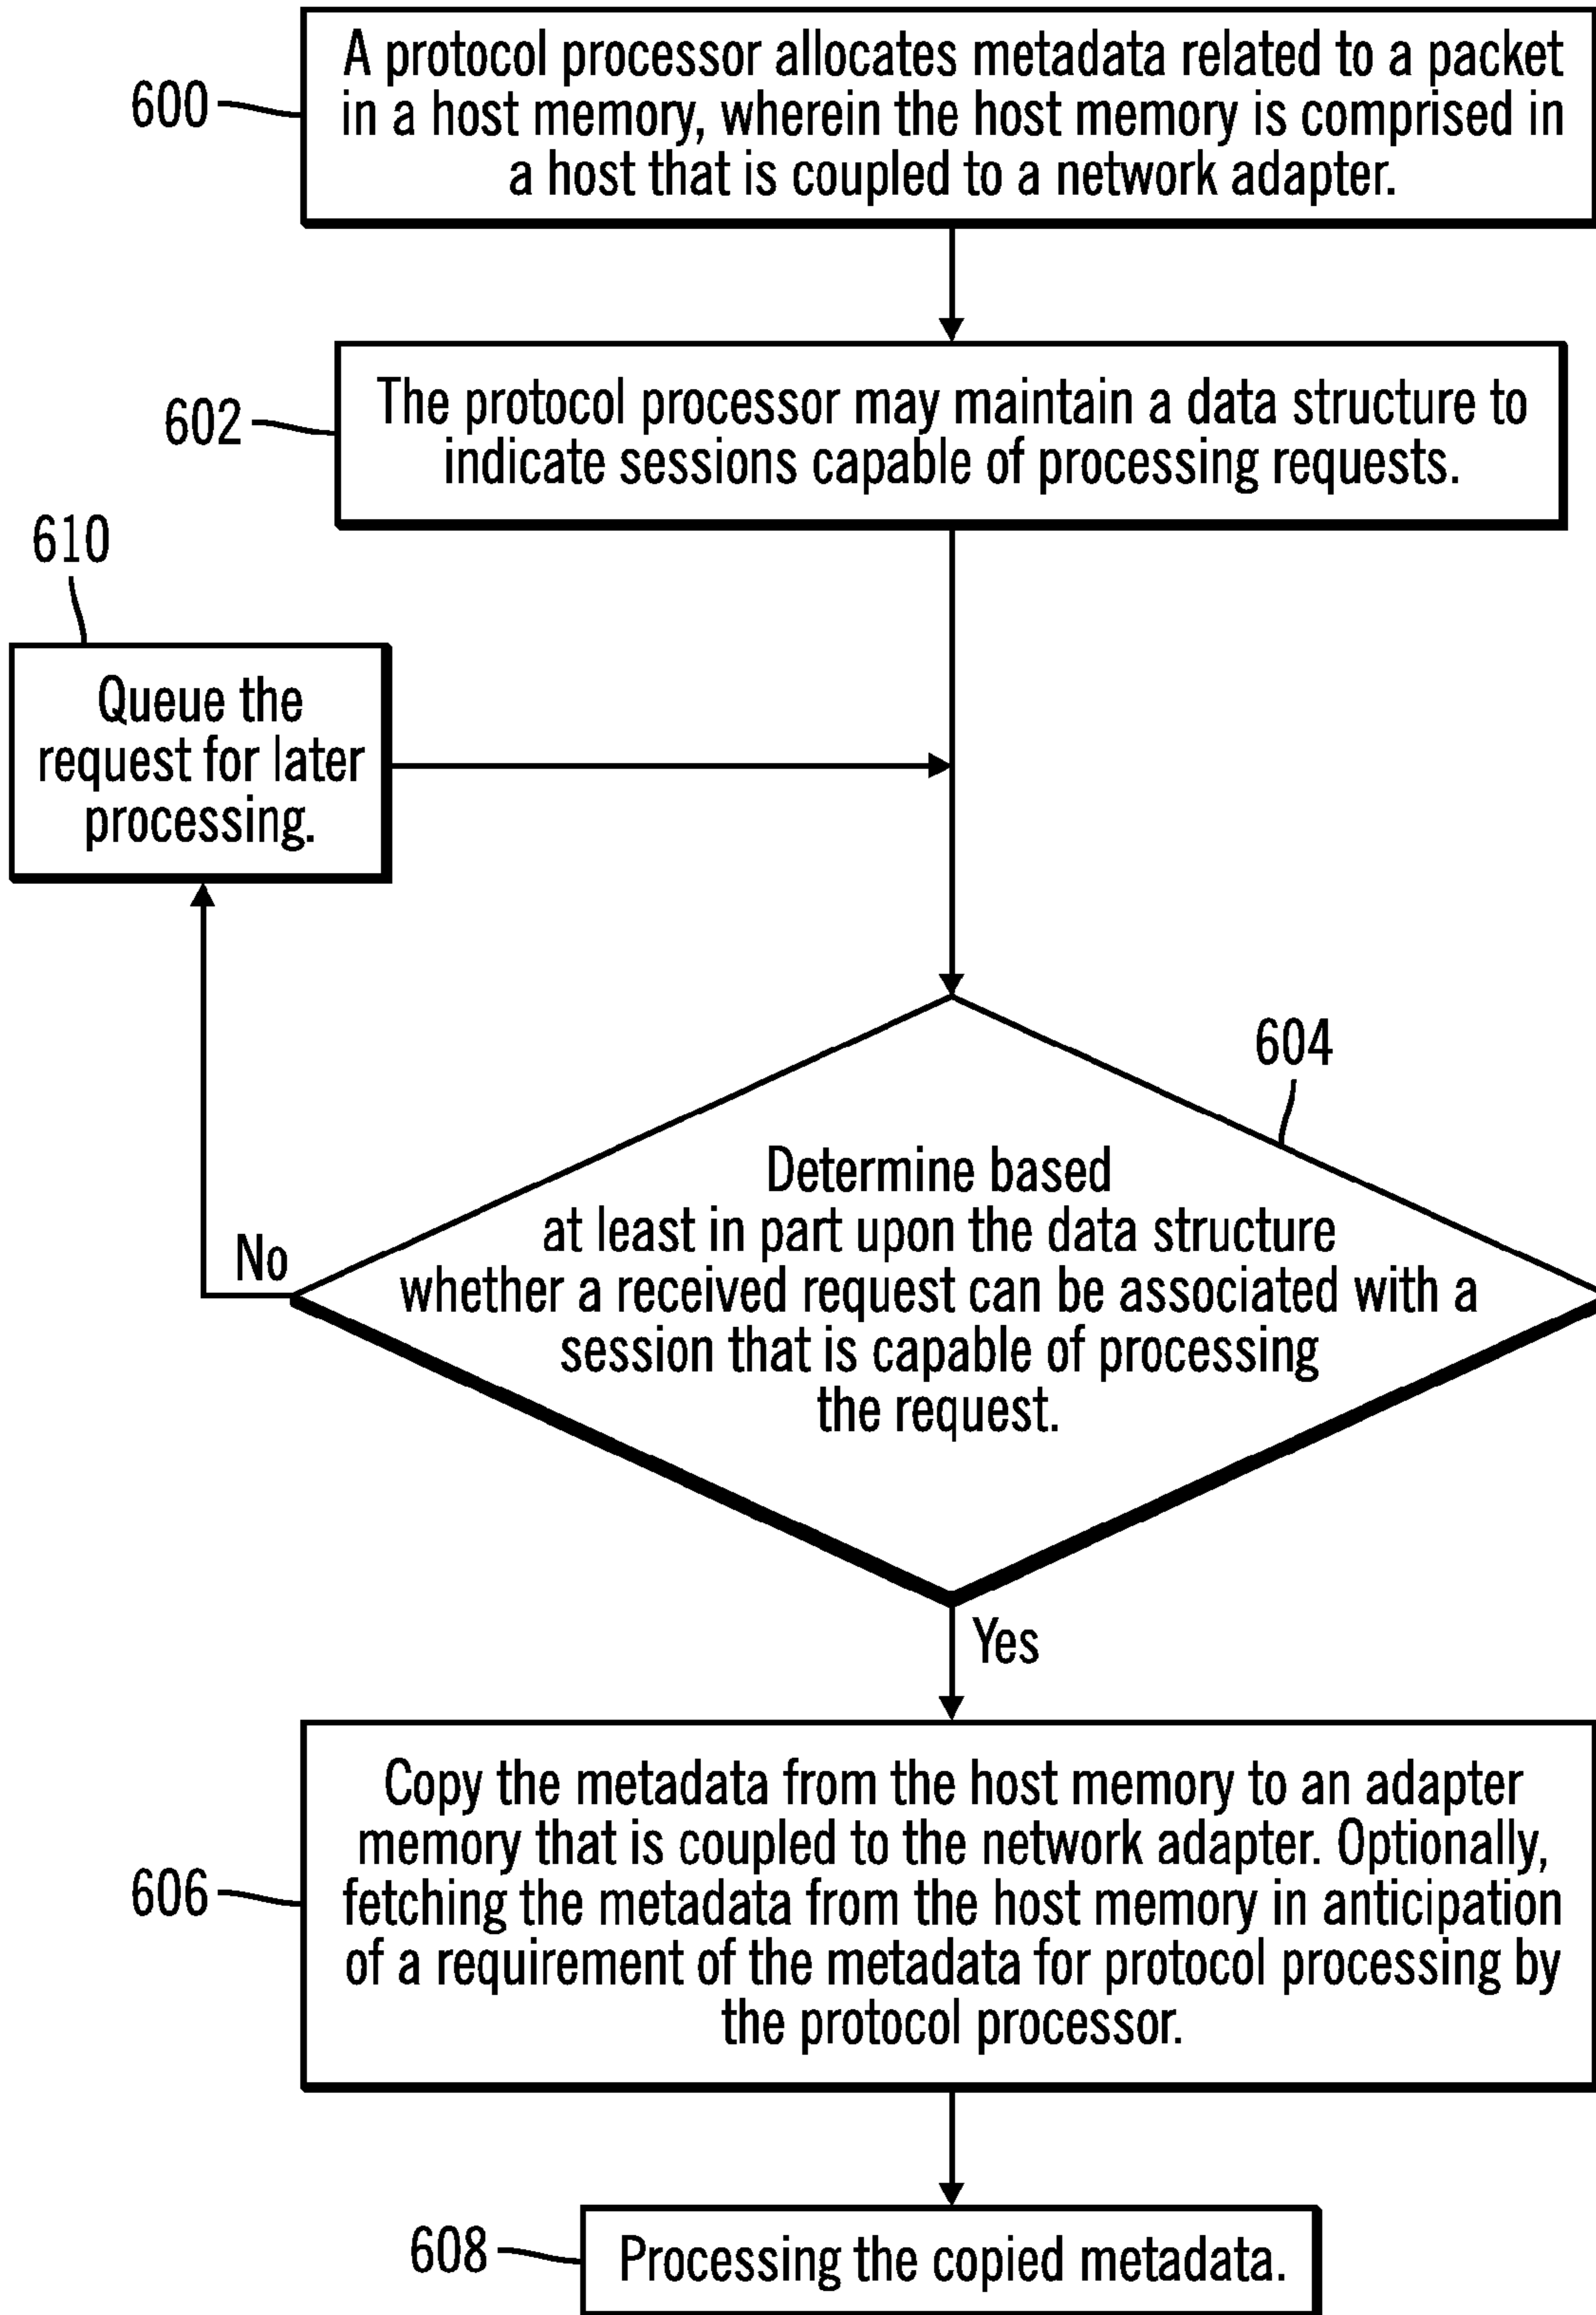 600
A protocol processor allocates metadata related to a packet
in a host memory, wherein the host memory is comprised in
a host that is coupled to a network adapter.
602
The protocol processor may maintain a data structure to
indicate sessions capable of processing requests.
610
Queue the
request for later
processing.
604
Determine based
at least in part upon the data structure
whether a received request can be associated with a
session that is capable of processing
the request.
No
Yes
606
Copy the metadata from the host memory to an adapter
memory that is coupled to the network adapter. Optionally,
fetching the metadata from the host memory in anticipation
of a requirement of the metadata for protocol processing by
the protocol processor.
608
Processing the copied metadata.